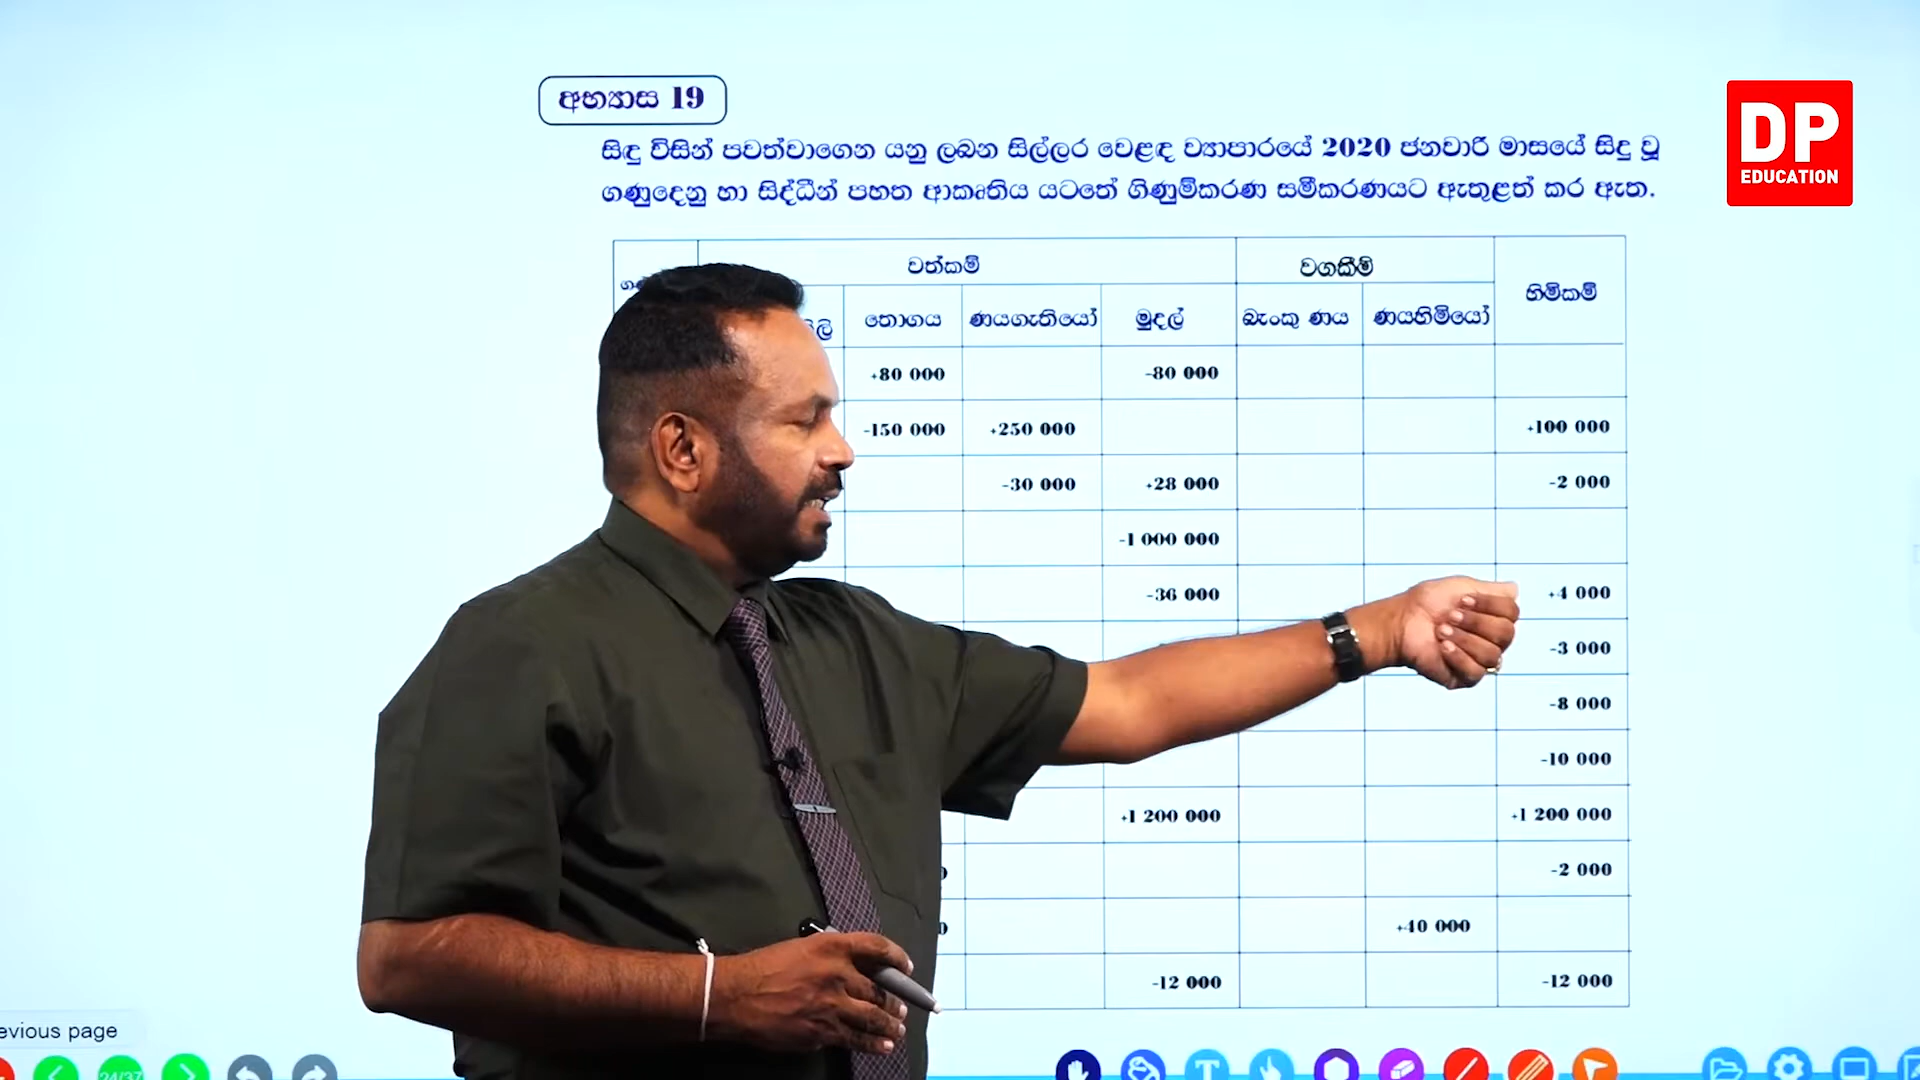 DP
EDUCATION
අභ්‍යාස 19
සිඳු විසින් පවත්වාගෙන යනු ලබන සිල්ලර වෙළඳ ව්‍යාපාරයේ 2020 ජනවාරි මාසයේ සිදු වූ
ගණුදෙනු හා සිද්ධීන් පහත ආකෘතිය යටතේ ගිණුම්කරණ සමීකරණයට ඇතුළත් කර ඇත.
වත්කම් වගකීම් හිමිකම්
තොගය ණයගැතියෝ මුදල් බැංකු ණය ණයහිමියෝ
+80 000 -80 000
-150 000 +250 000 +100 000
-30 000 +28 000 -2 000
-1 000 000
-36 000 +4 000
-3 000
-8 000
-10 000
+1 200 000 +1 200 000
-2 000
+40 000
-12 000 -12 000
evious page
24/37